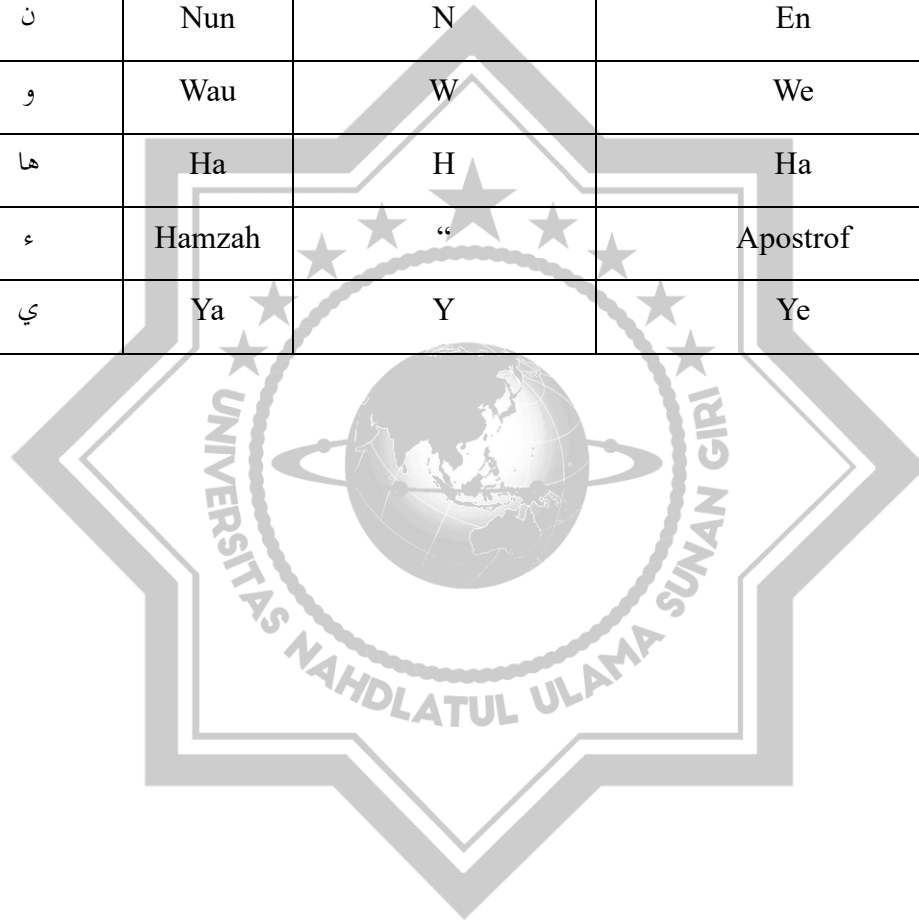 ن Nun N En
و Wau W We
ها Ha H Ha
ء Hamzah “ Apostrof
ي Ya Y Ye
UNIVERSITAS NAHDLATUL ULAMA SUNAN GIRI